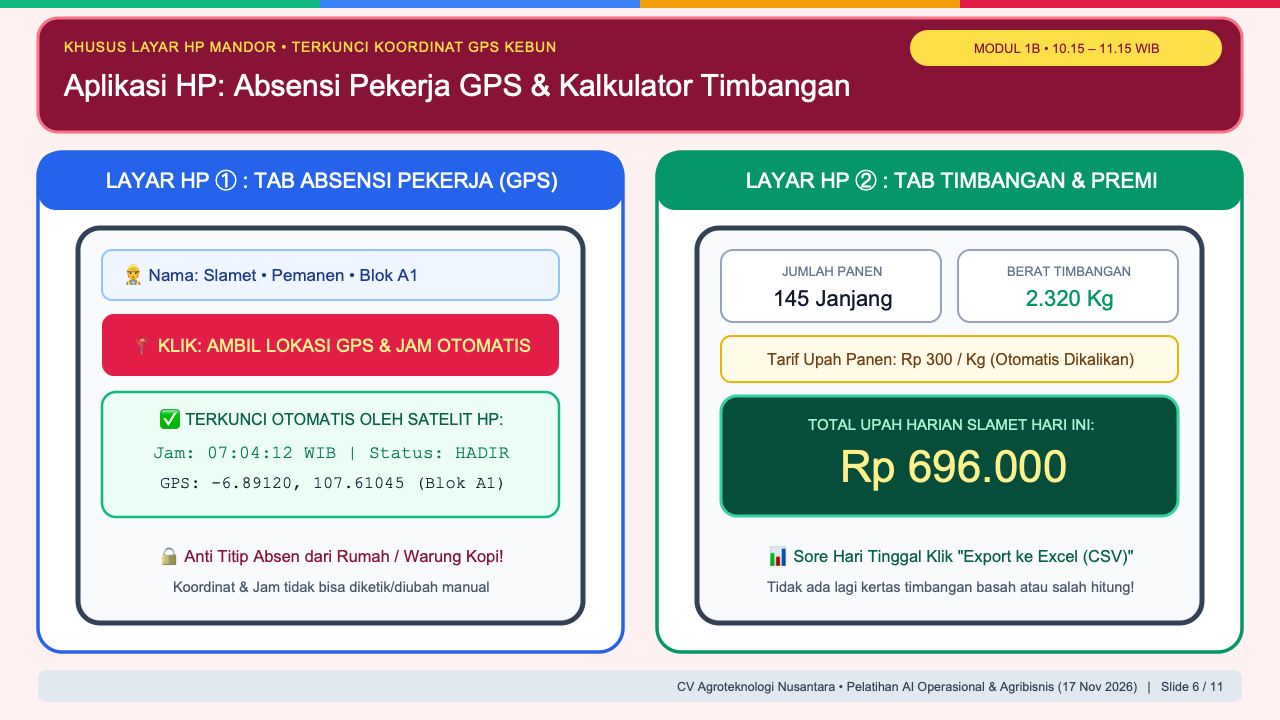 KHUSUS LAYAR HP MANDOR • TERKUNCI KOORDINAT GPS KEBUN
MODUL 1B • 10.15 – 11.15 WIB
Aplikasi HP: Absensi Pekerja GPS & Kalkulator Timbangan
LAYAR HP ① : TAB ABSENSI PEKERJA (GPS)
👷 Nama: Slamet • Pemanen • Blok A1
📍 KLIK: AMBIL LOKASI GPS & JAM OTOMATIS
✅ TERKUNCI OTOMATIS OLEH SATELIT HP:
Jam: 07:04:12 WIB | Status: HADIR
GPS: -6.89120, 107.61045 (Blok A1)
🔒 Anti Titip Absen dari Rumah / Warung Kopi!
Koordinat & Jam tidak bisa diketik/diubah manual
LAYAR HP ② : TAB TIMBANGAN & PREMI
JUMLAH PANEN
145 Janjang
BERAT TIMBANGAN
2.320 Kg
Tarif Upah Panen: Rp 300 / Kg (Otomatis Dikalikan)
TOTAL UPAH HARIAN SLAMET HARI INI:
Rp 696.000
📊 Sore Hari Tinggal Klik "Export ke Excel (CSV)"
Tidak ada lagi kertas timbangan basah atau salah hitung!
CV Agroteknologi Nusantara • Pelatihan AI Operasional & Agribisnis (17 Nov 2026) | Slide 6 / 11